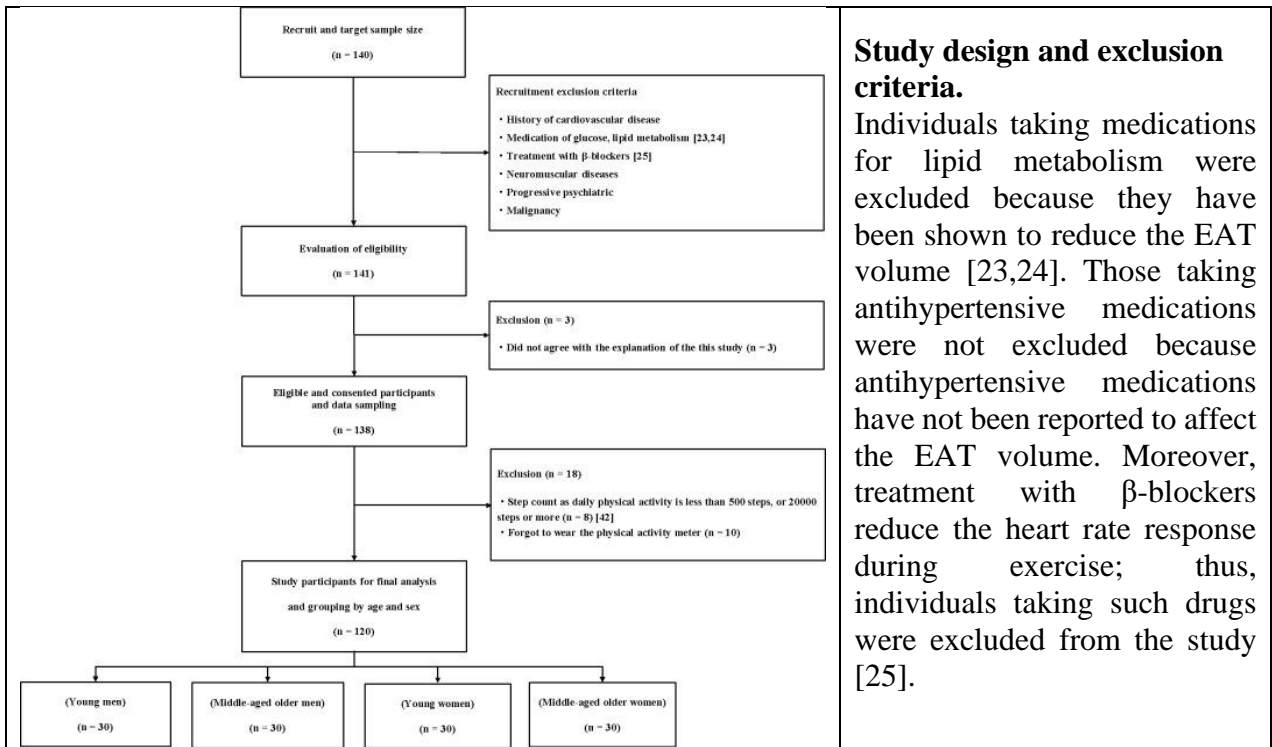 Recruit and target sample size
(n = 140)
Recruitment exclusion criteria
・History of cardiovascular disease
・Medication of glucose, lipid metabolism [23,24]
・Treatment with β-blockers [25]
・Neuromuscular diseases
・Progressive psychiatric
・Malignancy
Evaluation of eligibility
(n = 141)
Exclusion (n = 3)
・Did not agree with the explanation of the this study (n = 3)
Eligible and consented participants
and data sampling
(n = 138)
Exclusion (n = 18)
・Step count as daily physical activity is less than 500 steps, or 20000
steps or more (n = 8) [42]
・Forgot to wear the physical activity meter (n = 10)
Study participants for final analysis
and grouping by age and sex
(n = 120)
(Young men)
(n = 30)
(Middle-aged older men)
(n = 30)
(Young women)
(n = 30)
(Middle-aged older women)
(n = 30)
Study design and exclusion
criteria.
Individuals taking medications
for lipid metabolism were
excluded because they have
been shown to reduce the EAT
volume [23,24]. Those taking
antihypertensive medications
were not excluded because
antihypertensive medications
have not been reported to affect
the EAT volume. Moreover,
treatment with β-blockers
reduce the heart rate response
during exercise; thus,
individuals taking such drugs
were excluded from the study
[25].